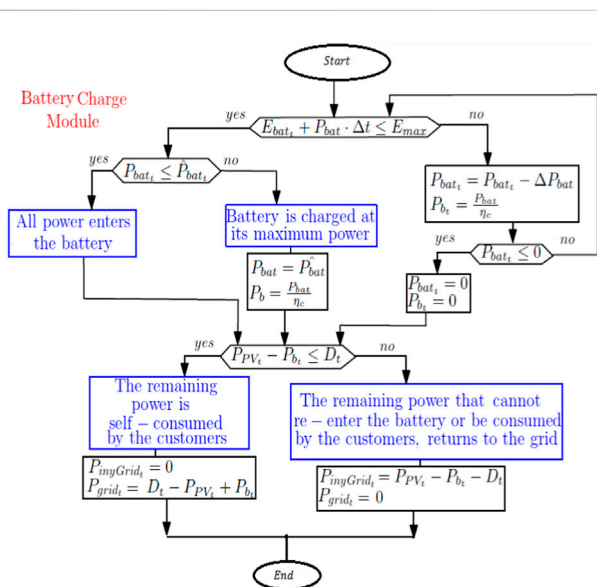 Start
Battery Charge
Module
yes
no
E_{bat_t} + P_{bat} · Δt ≤ E_{max}
yes
no
P_{bat_t} ≤ P̂_{bat_t}
P_{bat_t} = P_{bat_t} − ΔP_{bat}
P_{b_t} = \frac{P_{bat}}{η_c}
All power enters
the battery
Battery is charged at
its maximum power
yes
no
P_{bat_t} ≤ 0
P_{bat} = \hat{P_{bat}}
P_b = \frac{P_{bat}}{η_c}
P_{bat_t} = 0
P_{b_t} = 0
yes
no
P_{PV_t} − P_{b_t} ≤ D_t
The remaining
power is
self − consumed
by the customers
The remaining power that cannot
re − enter the battery or be consumed
by the customers, returns to the grid
P_{inyGrid_t} = 0
P_{grid_t} = D_t − P_{PV_t} + P_{b_t}
P_{inyGrid_t} = P_{PV_t} − P_{b_t} − D_t
P_{grid_t} = 0
End